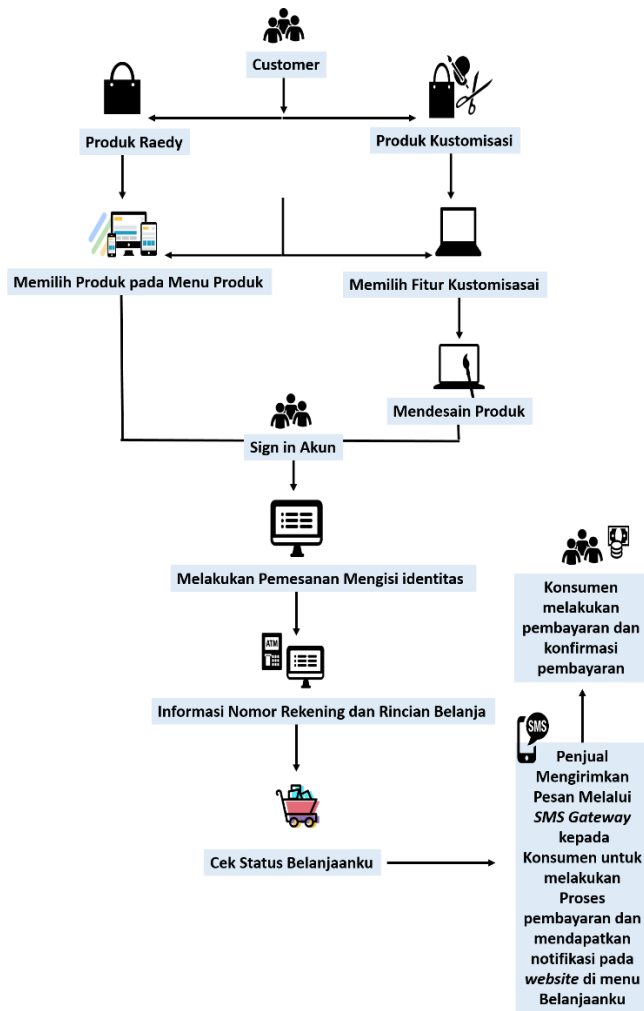 Customer
Produk Raedy
Produk Kustomisasi
Memilih Produk pada Menu Produk
Memilih Fitur Kustomisasai
Mendesain Produk
Sign in Akun
Melakukan Pemesanan Mengisi identitas
ATM
Informasi Nomor Rekening dan Rincian Belanja
Cek Status Belanjaanku
SMS
Penjual
Mengirimkan
Pesan Melalui
SMS Gateway
kepada
Konsumen untuk
melakukan
Proses
pembayaran dan
mendapatkan
notifikasi pada
website di menu
Belanjaanku
Konsumen
melakukan
pembayaran dan
konfirmasi
pembayaran